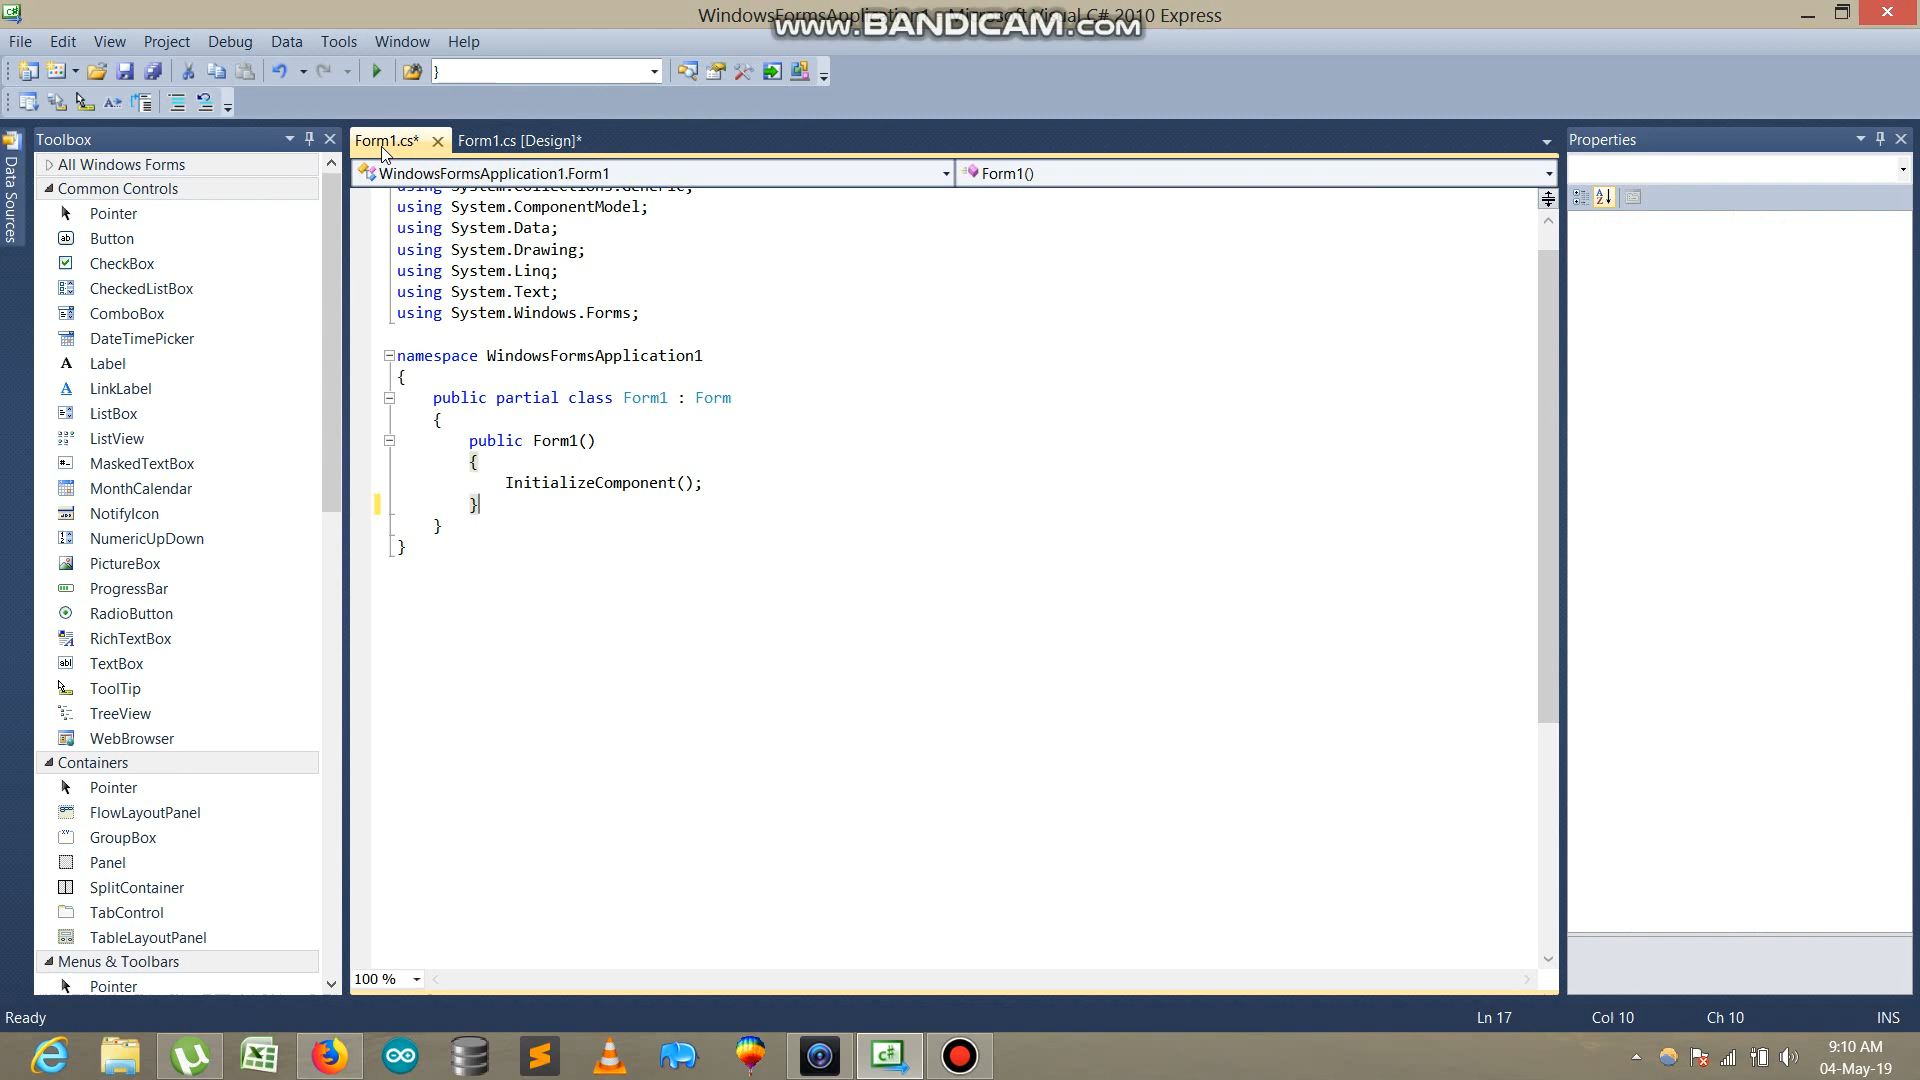 WindowsFormsApplication1 - Microsoft Visual C# 2010 Express
www.BANDICAM.com
File Edit View Project Debug Data Tools Window Help
}
Toolbox
Form1.cs* Form1.cs [Design]*
Properties
Data Sources
All Windows Forms
Common Controls
Pointer
Button
CheckBox
CheckedListBox
ComboBox
DateTimePicker
Label
LinkLabel
ListBox
ListView
MaskedTextBox
MonthCalendar
NotifyIcon
NumericUpDown
PictureBox
ProgressBar
RadioButton
RichTextBox
TextBox
ToolTip
TreeView
WebBrowser
Containers
Pointer
FlowLayoutPanel
GroupBox
Panel
SplitContainer
TabControl
TableLayoutPanel
Menus & Toolbars
Pointer
WindowsFormsApplication1.Form1 Form1()
using System.Collections.Generic;
using System.ComponentModel;
using System.Data;
using System.Drawing;
using System.Linq;
using System.Text;
using System.Windows.Forms;
namespace WindowsFormsApplication1
{
public partial class Form1 : Form
{
public Form1()
{
InitializeComponent();
}
}
}
100 %
Ready Ln 17 Col 10 Ch 10 INS
9:10 AM
04-May-19